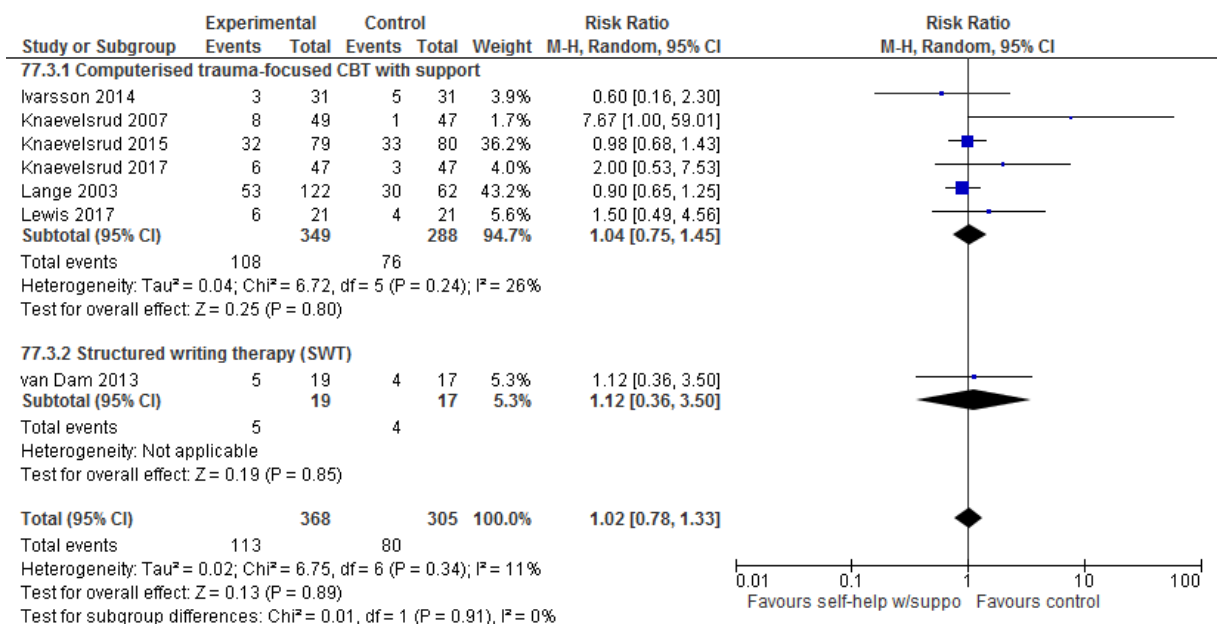 Experimental Control Risk Ratio Risk Ratio
Study or Subgroup Events Total Events Total Weight M-H, Random, 95% CI M-H, Random, 95% CI
77.3.1 Computerised trauma-focused CBT with support
Ivarsson 2014 3 31 5 31 3.9% 0.60 [0.16, 2.30]
Knaevelsrud 2007 8 49 1 47 1.7% 7.67 [1.00, 59.01]
Knaevelsrud 2015 32 79 33 80 36.2% 0.98 [0.68, 1.43]
Knaevelsrud 2017 6 47 3 47 4.0% 2.00 [0.53, 7.53]
Lange 2003 53 122 30 62 43.2% 0.90 [0.65, 1.25]
Lewis 2017 6 21 4 21 5.6% 1.50 [0.49, 4.56]
Subtotal (95% CI) 349 288 94.7% 1.04 [0.75, 1.45]
Total events 108 76
Heterogeneity: Tau² = 0.04; Chi² = 6.72, df = 5 (P = 0.24); I² = 26%
Test for overall effect: Z = 0.25 (P = 0.80)
77.3.2 Structured writing therapy (SWT)
van Dam 2013 5 19 4 17 5.3% 1.12 [0.36, 3.50]
Subtotal (95% CI) 19 17 5.3% 1.12 [0.36, 3.50]
Total events 5 4
Heterogeneity: Not applicable
Test for overall effect: Z = 0.19 (P = 0.85)
Total (95% CI) 368 305 100.0% 1.02 [0.78, 1.33]
Total events 113 80
Heterogeneity: Tau² = 0.02; Chi² = 6.75, df = 6 (P = 0.34); I² = 11%
Test for overall effect: Z = 0.13 (P = 0.89)
Test for subgroup differences: Chi² = 0.01, df = 1 (P = 0.91), I² = 0%
0.01 0.1 1 10 100
Favours self-help w/suppo Favours control